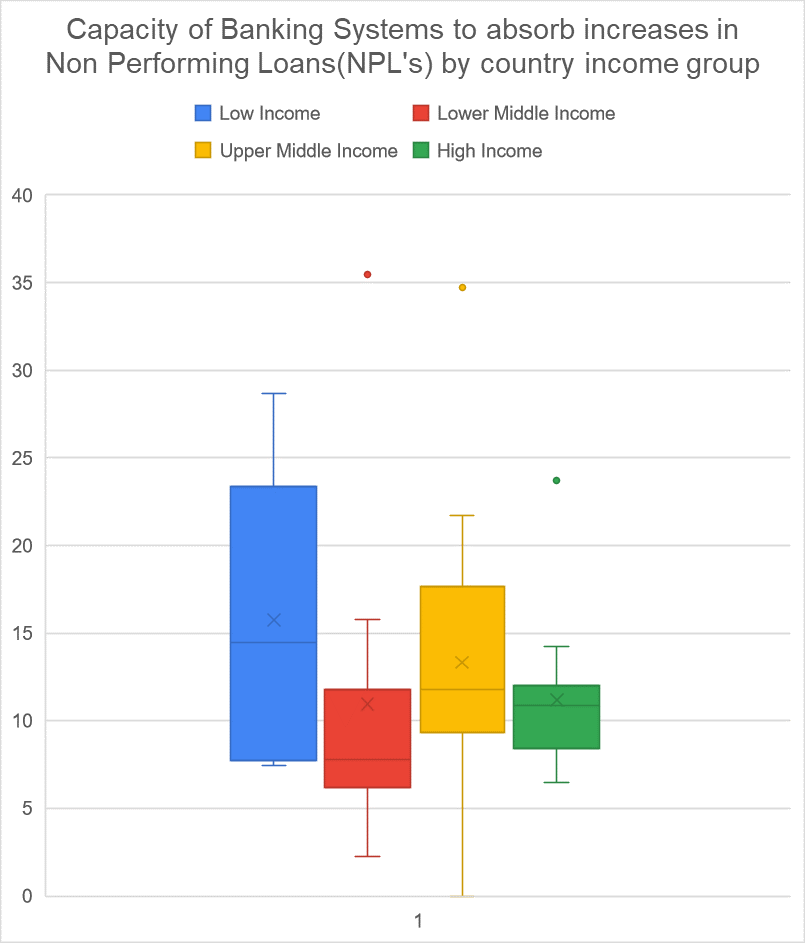 Capacity of Banking Systems to absorb increases in
Non Performing Loans(NPL's) by country income group
Low Income
Lower Middle Income
Upper Middle Income
High Income
40
35
30
25
20
15
10
5
0
1